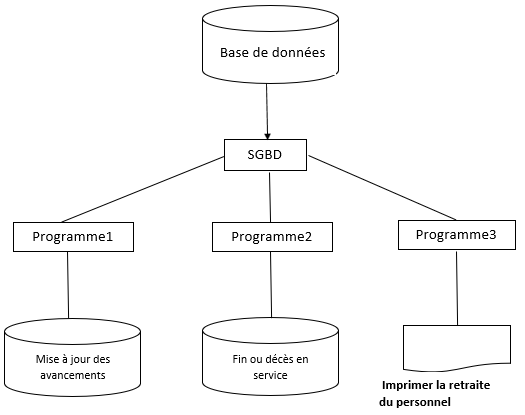 Base de données
SGBD
Programme1
Programme2
Programme3
Mise à jour des
avancements
Fin ou décès en
service
Imprimer la retraite
du personnel